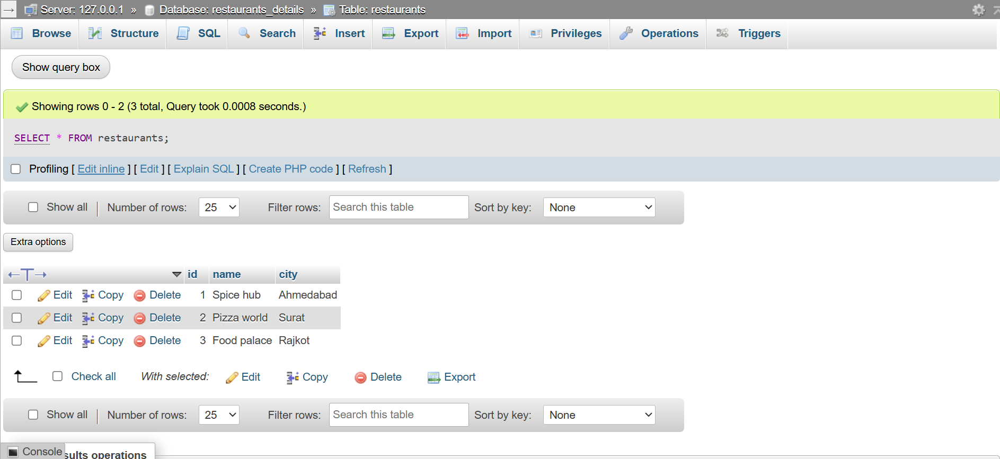 Server: 127.0.0.1 » Database: restaurants_details » Table: restaurants
Browse Structure SQL Search Insert Export Import Privileges Operations Triggers
Show query box
Showing rows 0 - 2 (3 total, Query took 0.0008 seconds.)
SELECT * FROM restaurants;
Profiling [ Edit inline ] [ Edit ] [ Explain SQL ] [ Create PHP code ] [ Refresh ]
Show all | Number of rows: 25 Filter rows: Search this table Sort by key: None
Extra options
←T→ id name city
Edit Copy Delete 1 Spice hub Ahmedabad
Edit Copy Delete 2 Pizza world Surat
Edit Copy Delete 3 Food palace Rajkot
Check all With selected: Edit Copy Delete Export
Show all | Number of rows: 25 Filter rows: Search this table Sort by key: None
Console sults operations